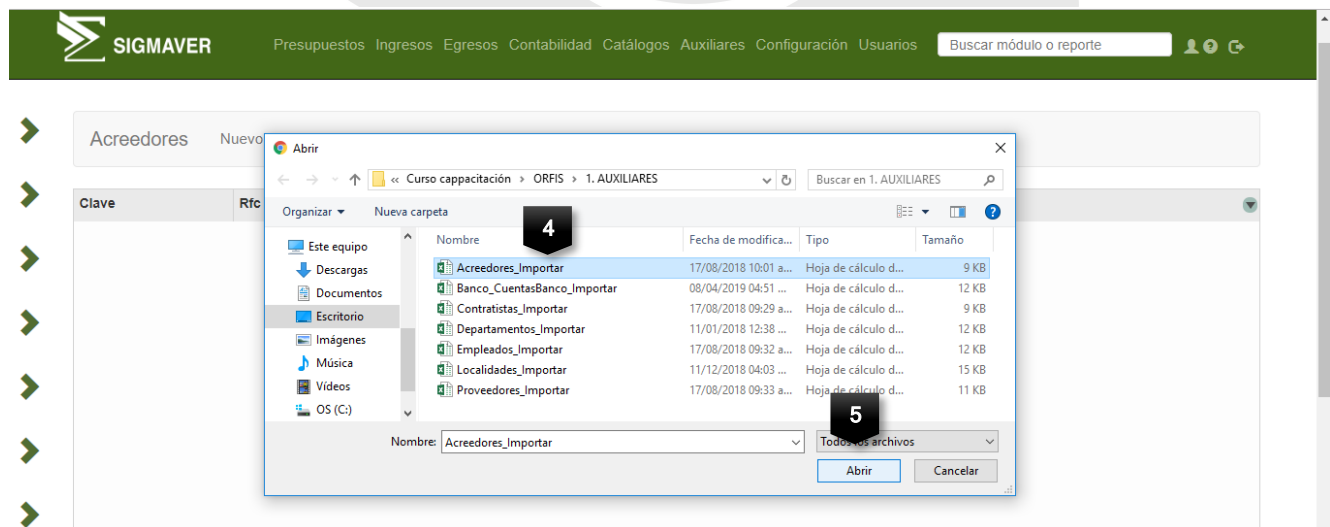 SIGMAVER Presupuestos Ingresos Egresos Contabilidad Catálogos Auxiliares Configuración Usuarios Buscar módulo o reporte
Acreedores Nuevo
Clave Rfc
Abrir
« Curso cappacitación › ORFIS › 1. AUXILIARES Buscar en 1. AUXILIARES
Organizar Nueva carpeta
4
Este equipo
Descargas
Documentos
Escritorio
Imágenes
Música
Vídeos
OS (C:)
Nombre Fecha de modifica... Tipo Tamaño
Acreedores_Importar 17/08/2018 10:01 a... Hoja de cálculo d... 9 KB
Banco_CuentasBanco_Importar 08/04/2019 04:51 ... Hoja de cálculo d... 12 KB
Contratistas_Importar 17/08/2018 09:29 a... Hoja de cálculo d... 9 KB
Departamentos_Importar 11/01/2018 12:38 ... Hoja de cálculo d... 12 KB
Empleados_Importar 17/08/2018 09:32 a... Hoja de cálculo d... 12 KB
Localidades_Importar 11/12/2018 04:03 ... Hoja de cálculo d... 15 KB
Proveedores_Importar 17/08/2018 09:33 a... Hoja de cálculo d... 11 KB
5
Nombre: Acreedores_Importar Todos los archivos
Abrir Cancelar